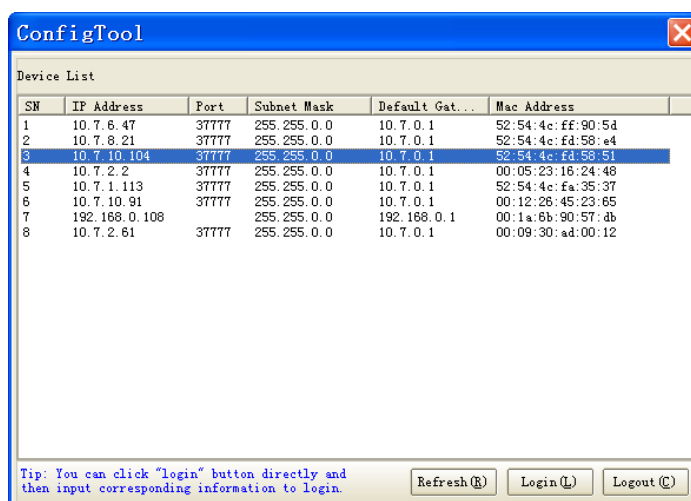 ConfigTool
Device List
SN IP Address Port Subnet Mask Default Gat... Mac Address
1 10.7.6.47 37777 255.255.0.0 10.7.0.1 52:54:4c:ff:90:5d
2 10.7.8.21 37777 255.255.0.0 10.7.0.1 52:54:4c:fd:58:e4
3 10.7.10.104 37777 255.255.0.0 10.7.0.1 52:54:4c:fd:58:51
4 10.7.2.2 37777 255.255.0.0 10.7.0.1 00:05:23:16:24:48
5 10.7.1.113 37777 255.255.0.0 10.7.0.1 52:54:4c:fa:35:37
6 10.7.10.91 37777 255.255.0.0 10.7.0.1 00:12:26:45:23:65
7 192.168.0.108 255.255.0.0 192.168.0.1 00:1a:6b:90:57:db
8 10.7.2.61 37777 255.255.0.0 10.7.0.1 00:09:30:ad:00:12
Tip: You can click "login" button directly and
then input corresponding information to login.
Refresh(R) Login(L) Logout(C)